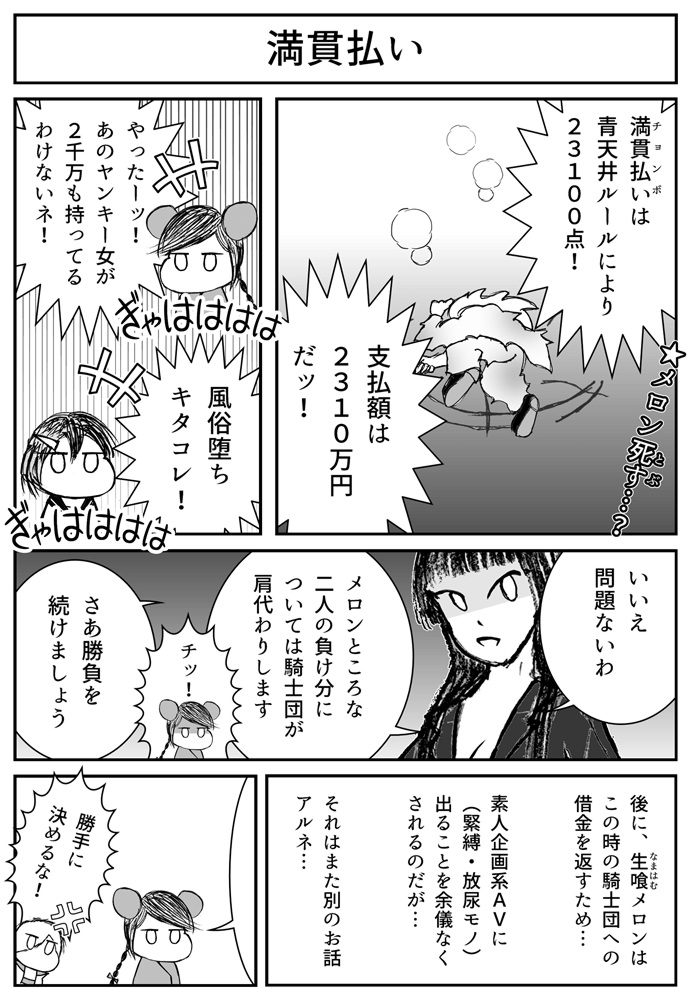 満貫払い
満貫払いは
チョンボ
青天井ルールにより
２３１００点！
支払額は
２３１０万円
だッ！
☆メロン死す…？
とぶ
やったーッ！
あのヤンキー女が
２千万も持ってる
わけないネ！
ぎゃはははは
風俗堕ち
キタコレ！
ぎゃはははは
いいえ
問題ないわ
メロンところな
二人の負け分に
ついては騎士団が
肩代わりします
チッ！
さあ勝負を
続けましょう
後に、生喰メロンは
なまはむ
この時の騎士団への
借金を返すため…
素人企画系ＡＶに
（緊縛・放尿モノ）
出ることを余儀なく
されるのだが…
それはまた別のお話
アルネ…
勝手に
決めるな！